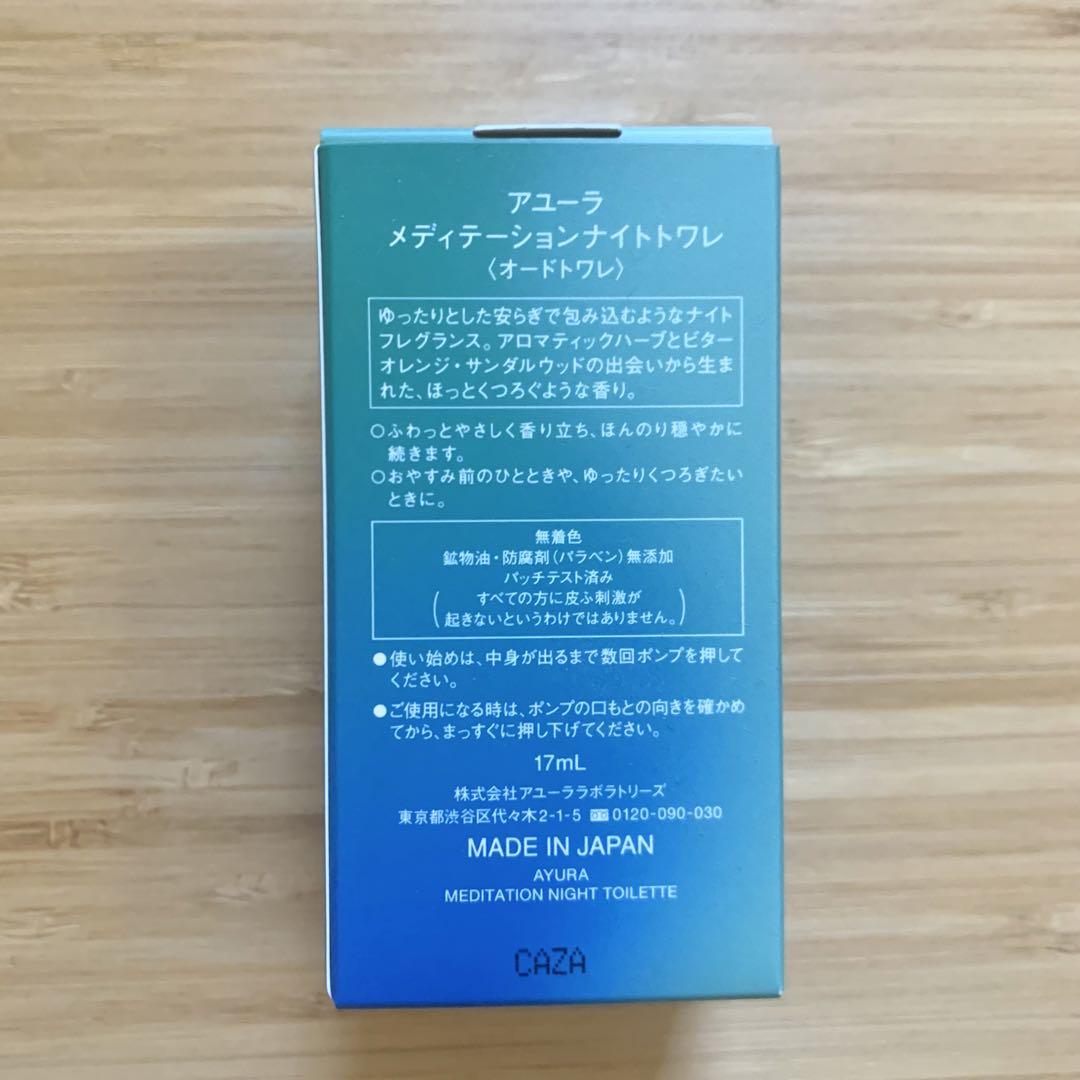 アユーラ
メディテーションナイトトワレ
〈オードトワレ〉
ゆったりとした安らぎで包み込むようなナイト
フレグランス。アロマティックハーブとビター
オレンジ・サンダルウッドの出会いから生ま
れた、ほっとくつろぐような香り。
○ふわっとやさしく香り立ち、ほんのり穏やかに
続きます。
○おやすみ前のひとときや、ゆったりくつろぎたい
ときに。
無着色
鉱物油・防腐剤(パラベン)無添加
パッチテスト済み
(すべての方に皮ふ刺激が
起きないというわけではありません。)
●使い始めは、中身が出るまで数回ポンプを押して
ください。
●ご使用になる時は、ポンプの口もとの向きを確かめ
てから、まっすぐに押し下げてください。
17mL
株式会社アユーララボラトリーズ
東京都渋谷区代々木2-1-5 0120-090-030
MADE IN JAPAN
AYURA
MEDITATION NIGHT TOILETTE
CAZA